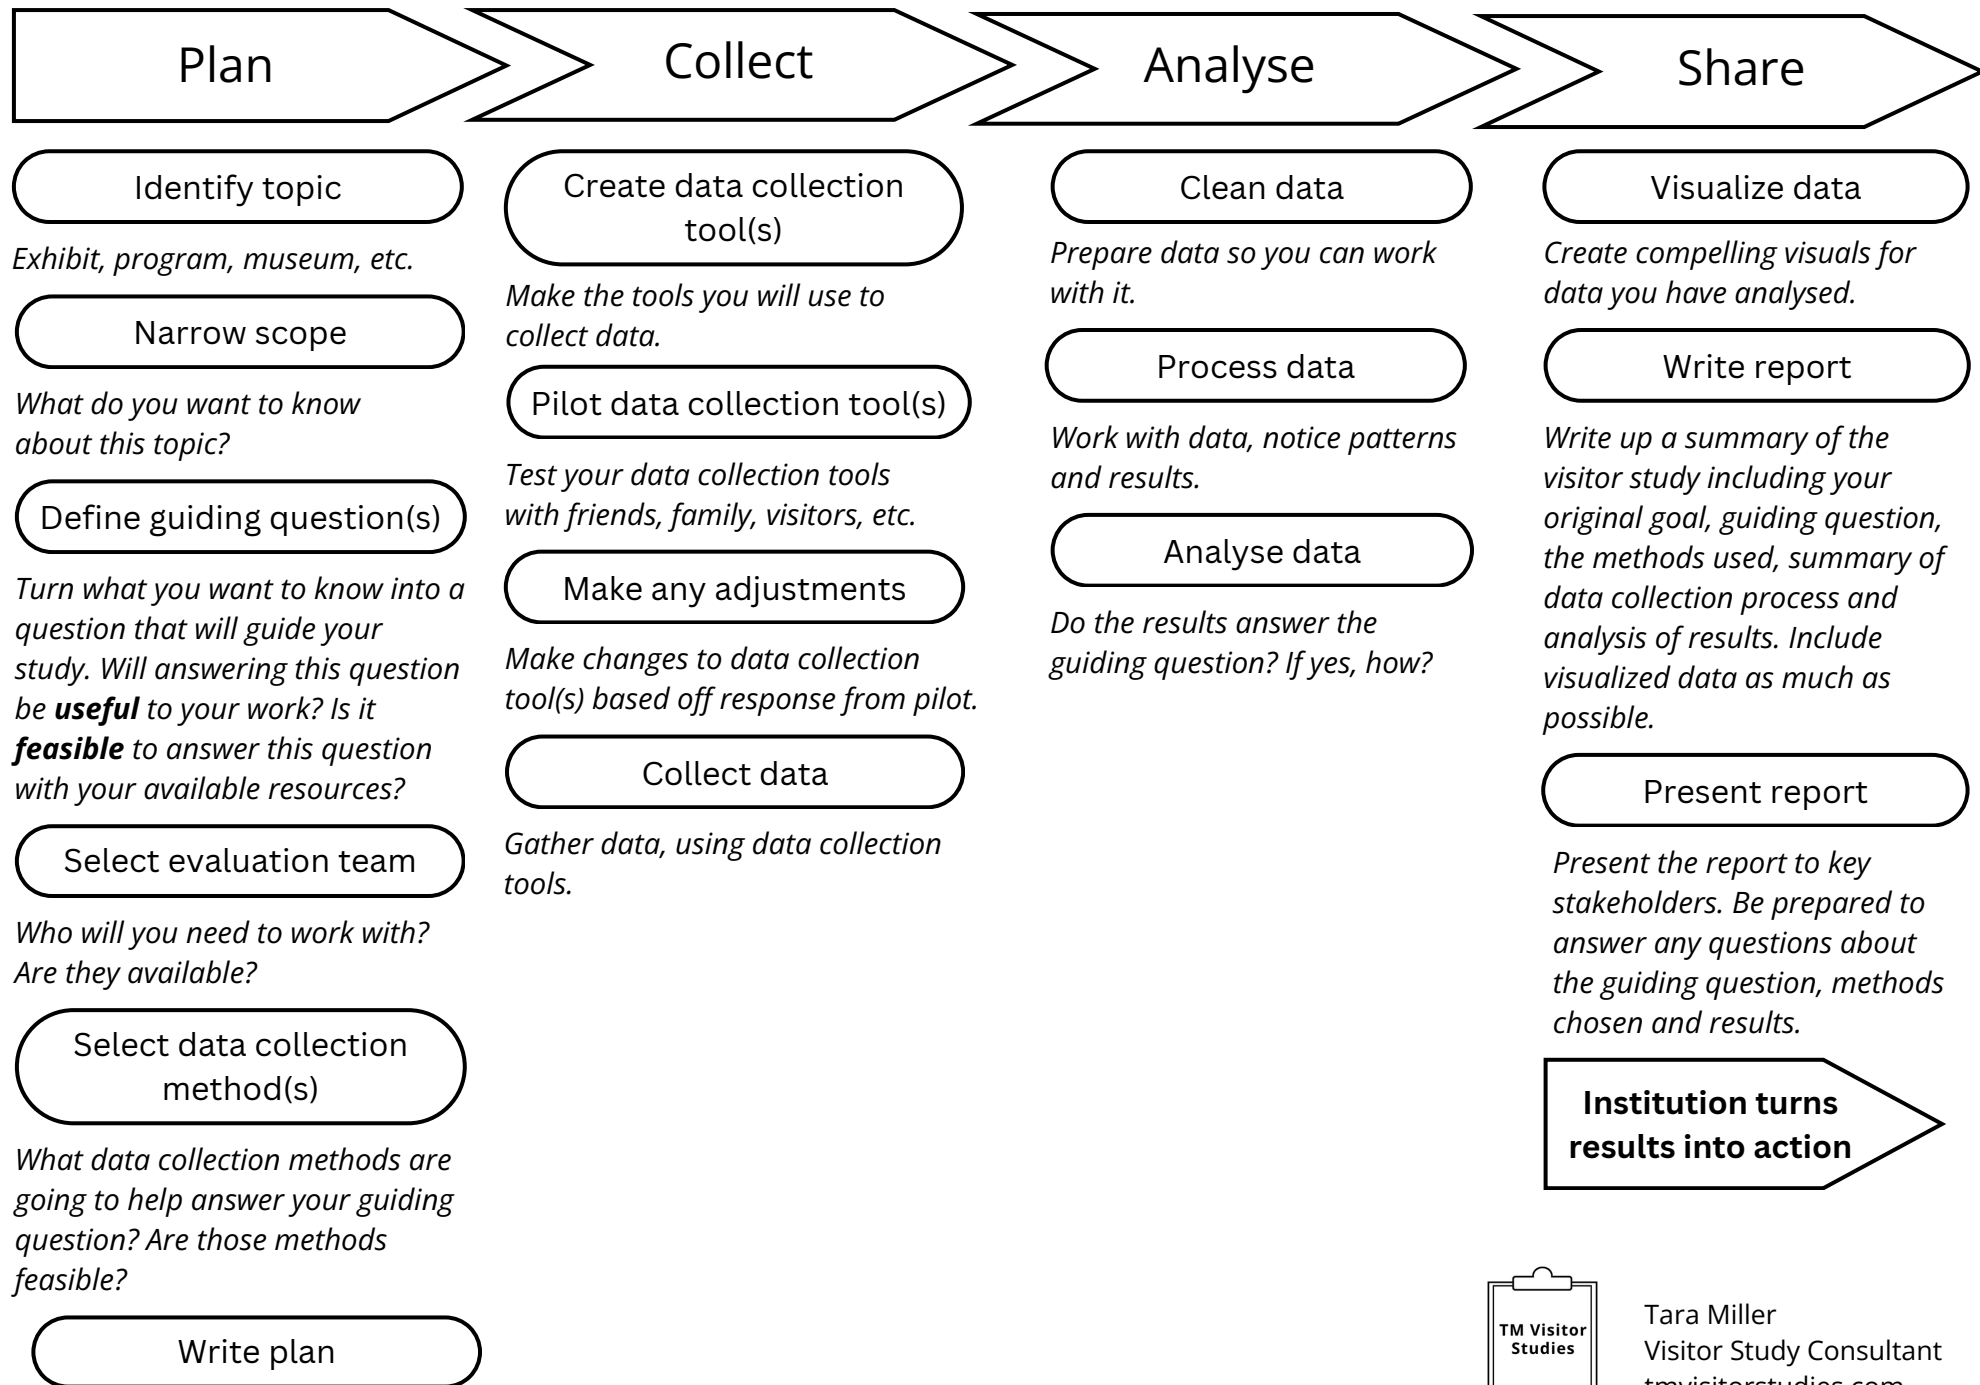 Plan
Identify topic
Exhibit, program, museum, etc.
Narrow scope
What do you want to know
about this topic?
Define guiding question(s)
Turn what you want to know into a
question that will guide your
study. Will answering this question
be useful to your work? Is it
feasible to answer this question
with your available resources?
Select evaluation team
Who will you need to work with?
Are they available?
Select data collection
method(s)
What data collection methods are
going to help answer your guiding
question? Are those methods
feasible?
Write plan
Collect
Create data collection
tool(s)
Make the tools you will use to
collect data.
Pilot data collection tool(s)
Test your data collection tools
with friends, family, visitors, etc.
Make any adjustments
Make changes to data collection
tool(s) based off response from pilot.
Collect data
Gather data, using data collection
tools.
Analyse
Clean data
Prepare data so you can work
with it.
Process data
Work with data, notice patterns
and results.
Analyse data
Do the results answer the
guiding question? If yes, how?
Share
Visualize data
Create compelling visuals for
data you have analysed.
Write report
Write up a summary of the
visitor study including your
original goal, guiding question,
the methods used, summary of
data collection process and
analysis of results. Include
visualized data as much as
possible.
Present report
Present the report to key
stakeholders. Be prepared to
answer any questions about
the guiding question, methods
chosen and results.
Institution turns
results into action
TM Visitor
Studies
Tara Miller
Visitor Study Consultant
tmvisitorstudies.com